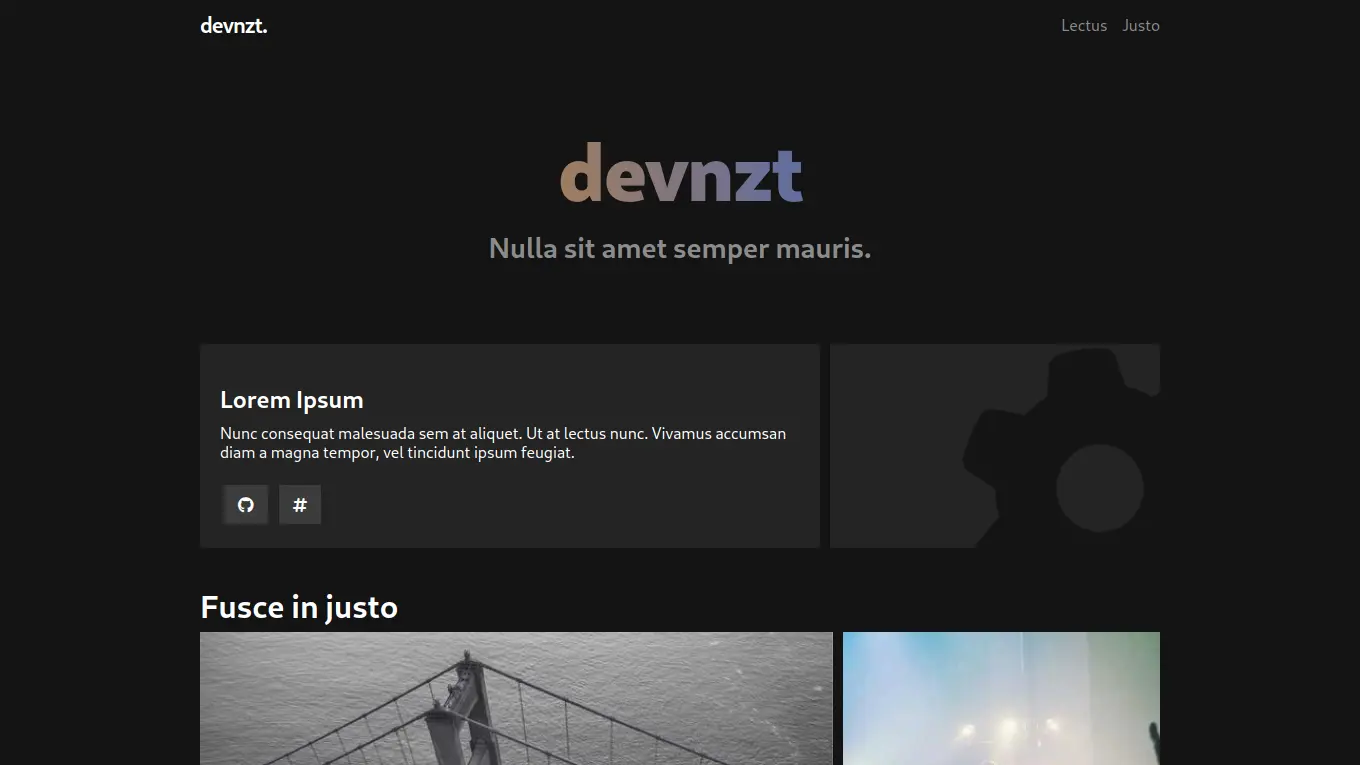 devnzt.
Lectus Justo
devnzt
Nulla sit amet semper mauris.
Lorem Ipsum
Nunc consequat malesuada sem at aliquet. Ut at lectus nunc. Vivamus accumsan
diam a magna tempor, vel tincidunt ipsum feugiat.
#
Fusce in justo